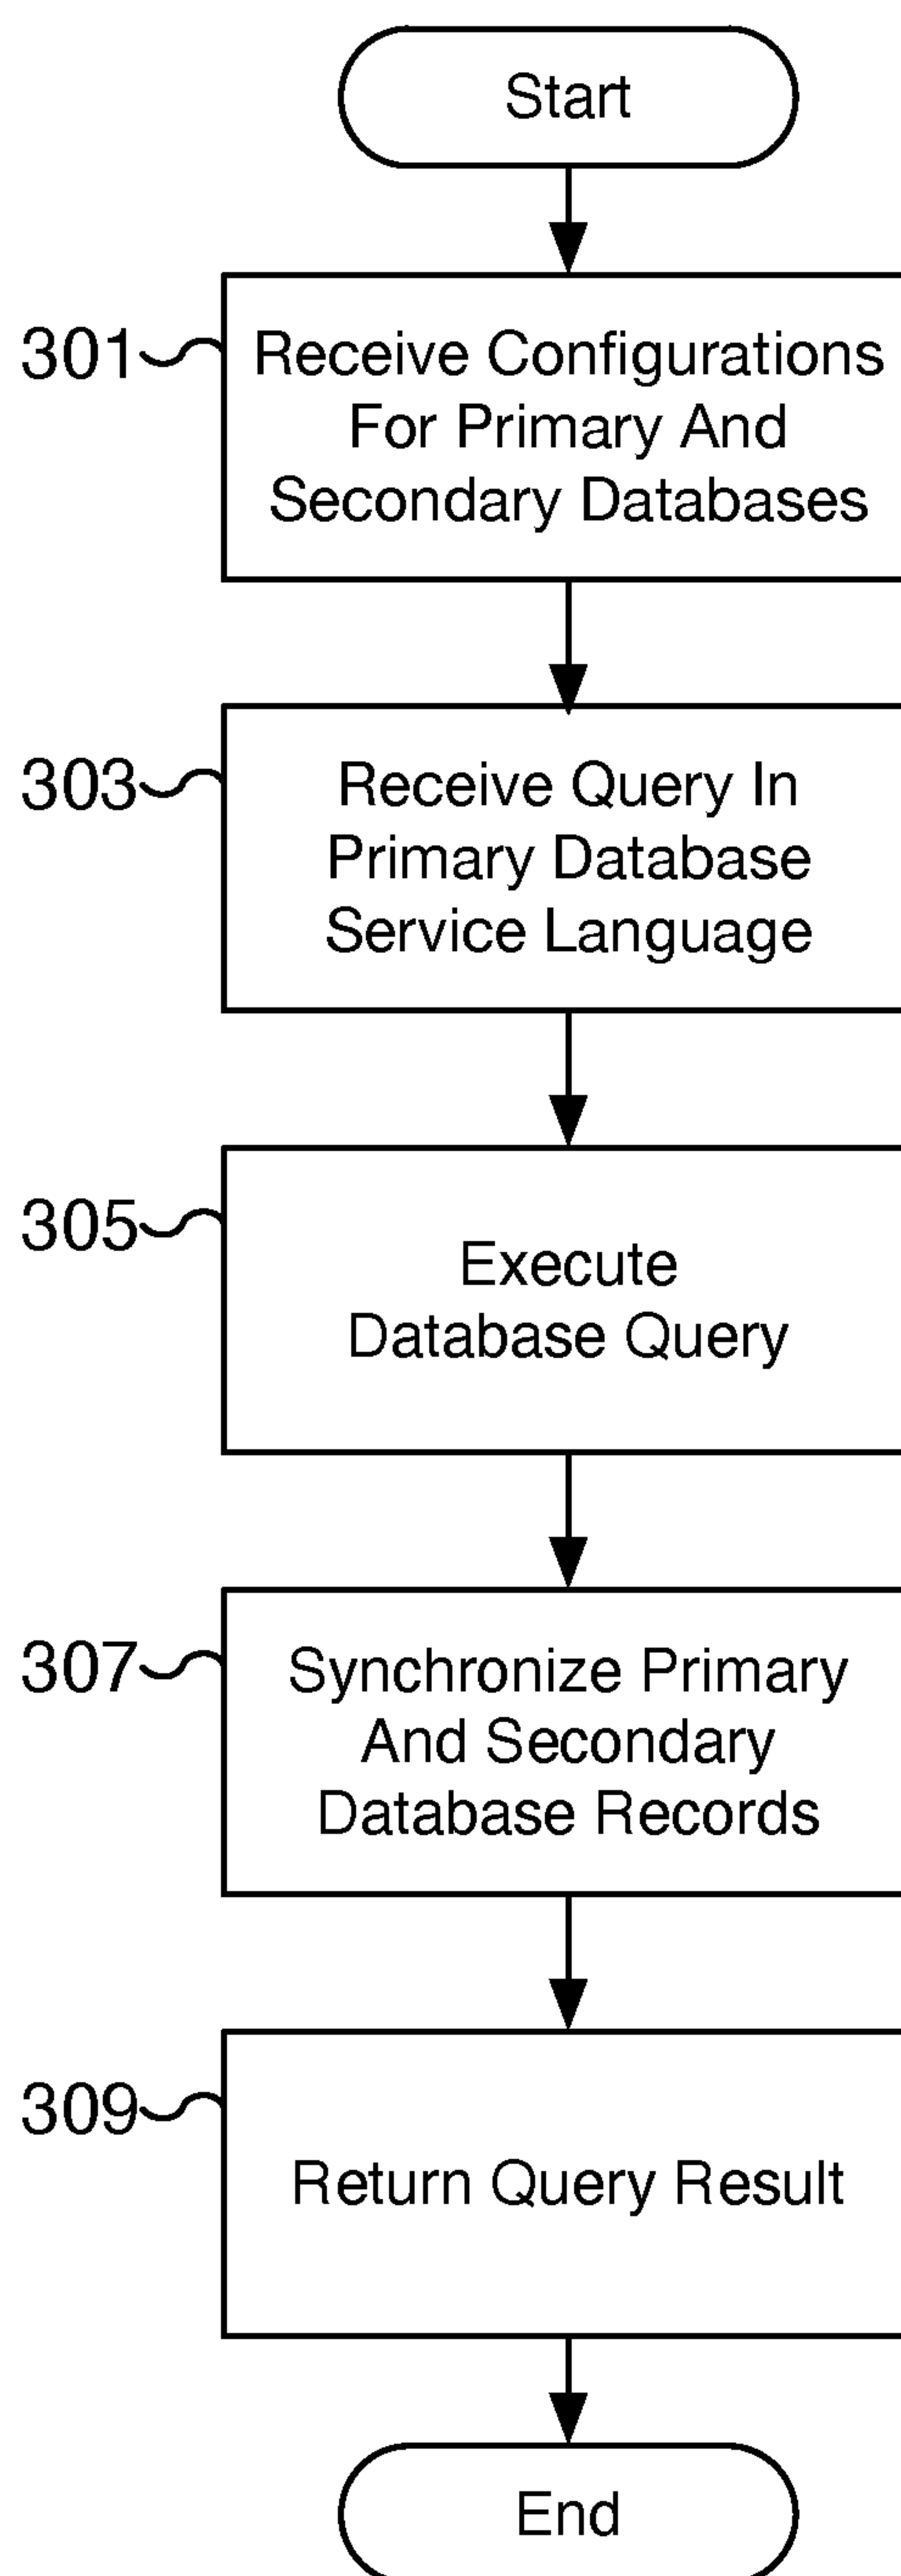 Start
301
Receive Configurations
For Primary And
Secondary Databases
303
Receive Query In
Primary Database
Service Language
305
Execute
Database Query
307
Synchronize Primary
And Secondary
Database Records
309
Return Query Result
End